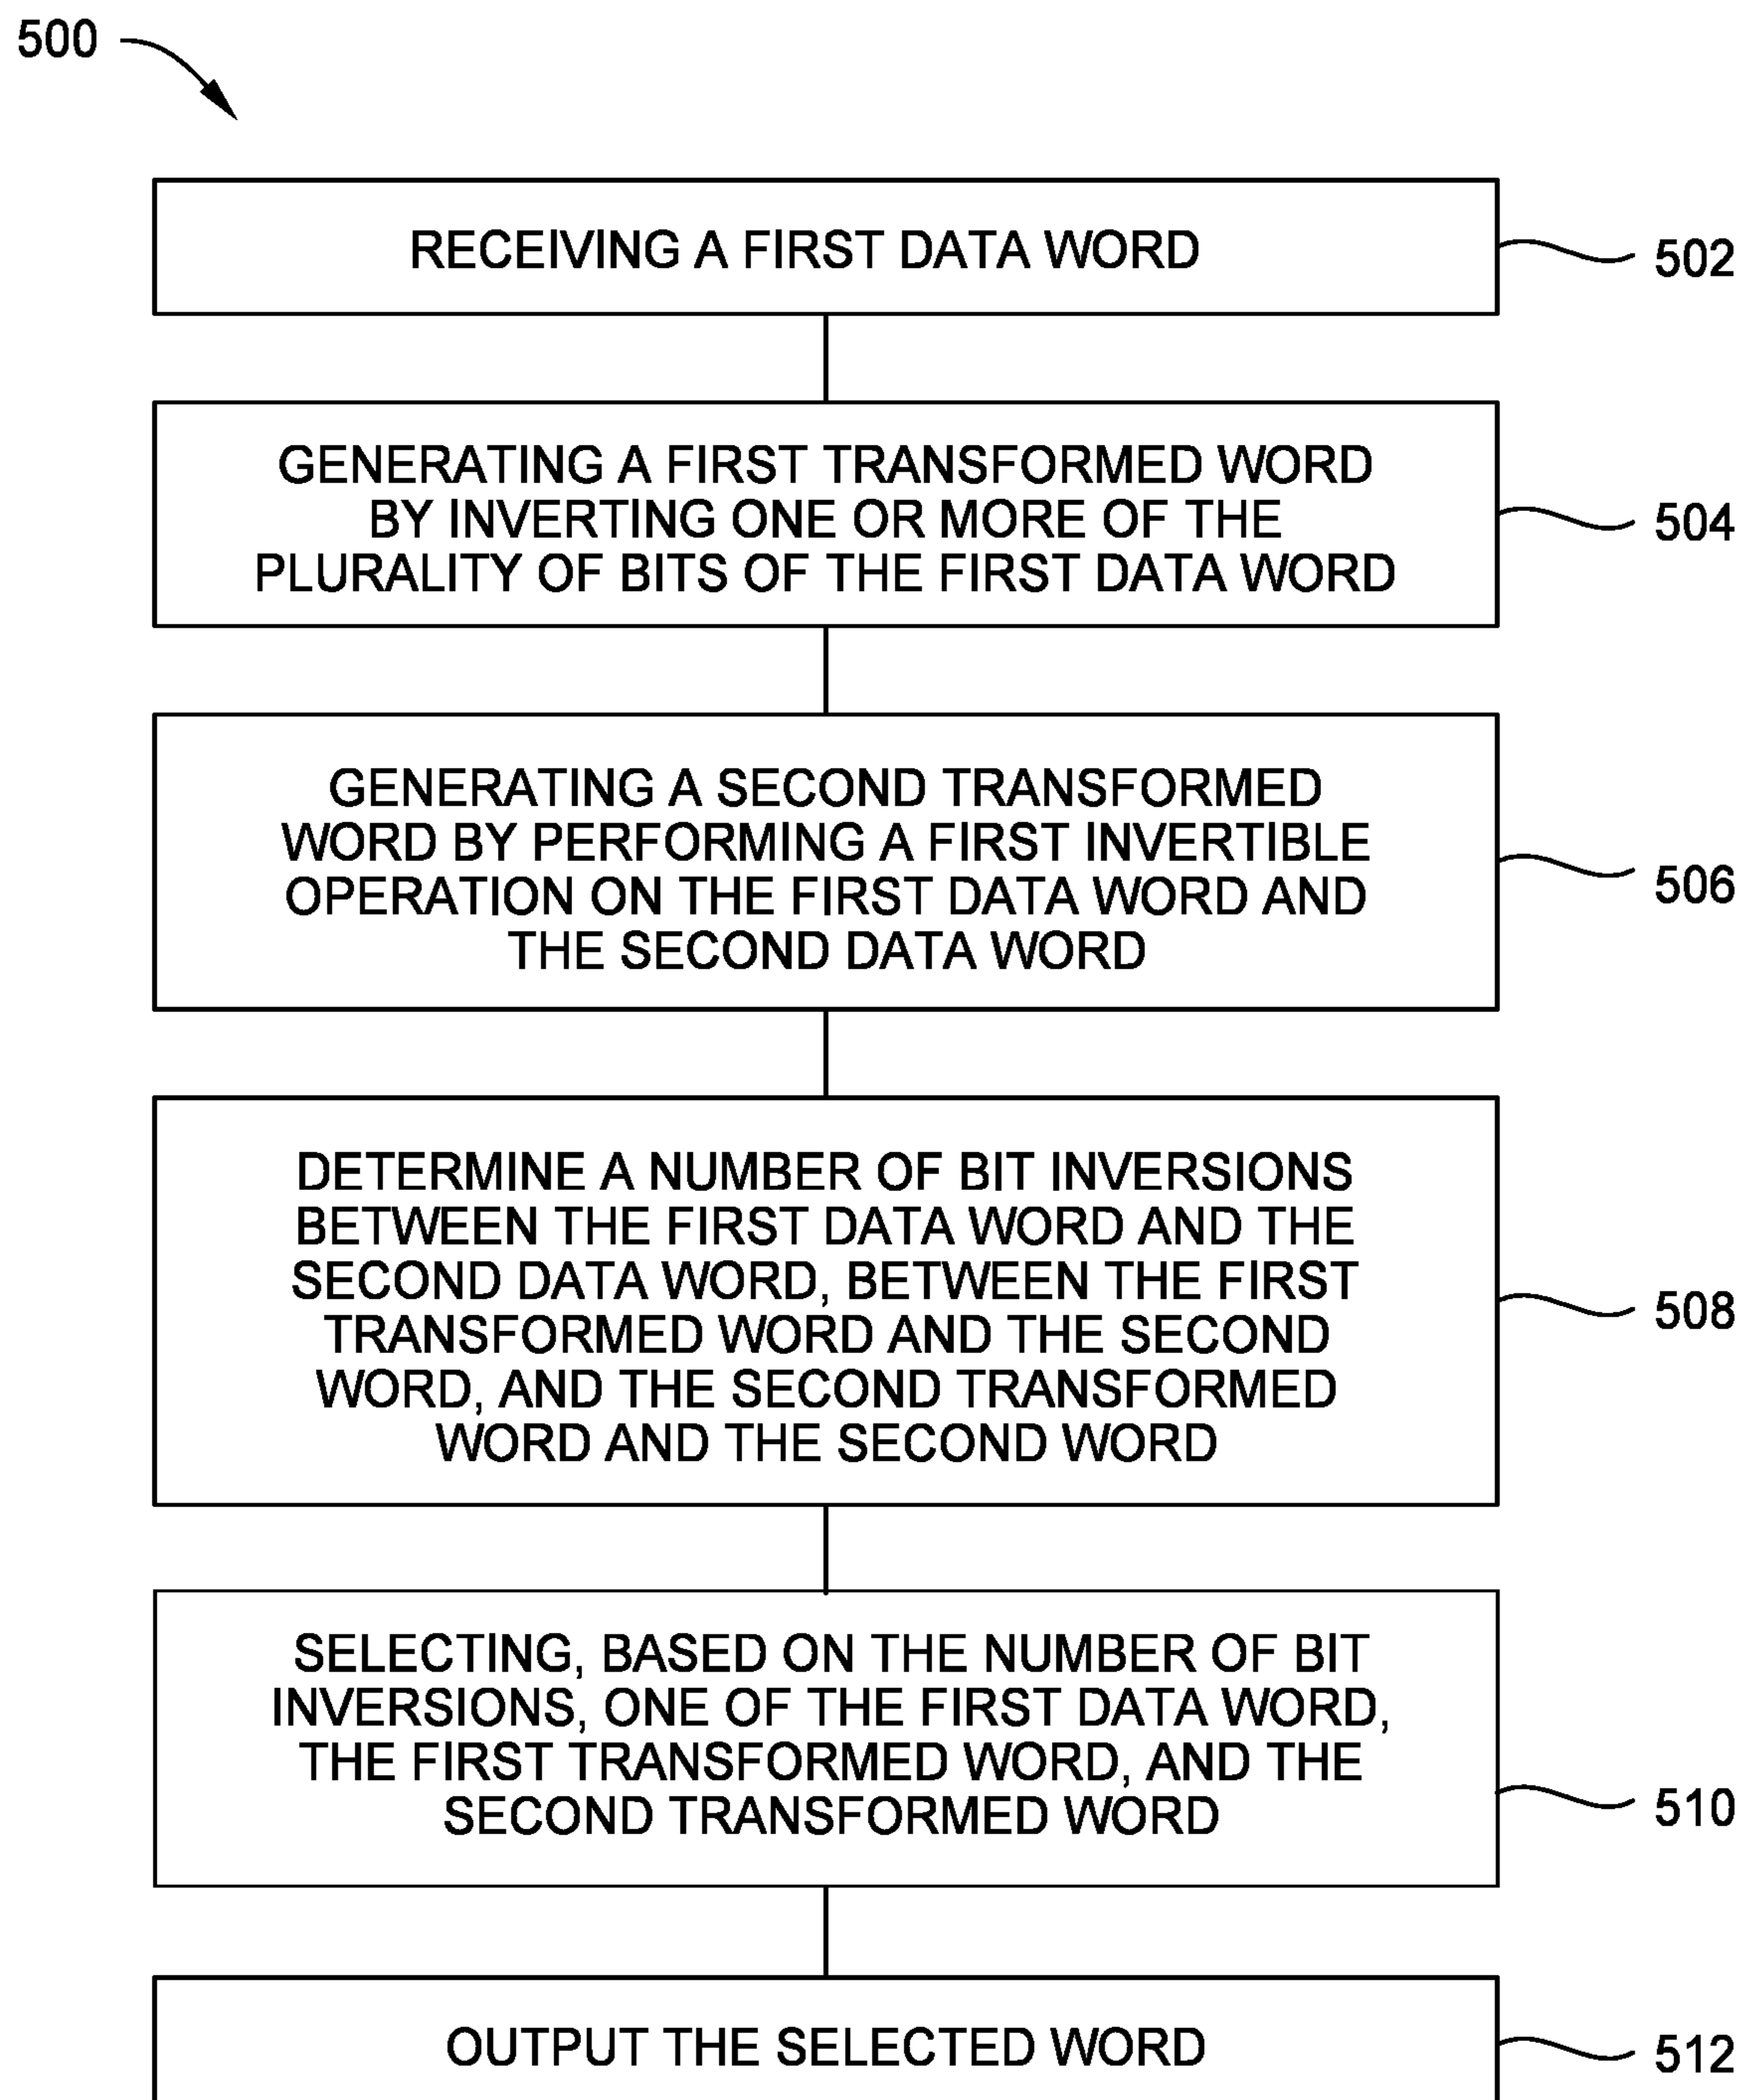 500
RECEIVING A FIRST DATA WORD
502
GENERATING A FIRST TRANSFORMED WORD
BY INVERTING ONE OR MORE OF THE
PLURALITY OF BITS OF THE FIRST DATA WORD
504
GENERATING A SECOND TRANSFORMED
WORD BY PERFORMING A FIRST INVERTIBLE
OPERATION ON THE FIRST DATA WORD AND
THE SECOND DATA WORD
506
DETERMINE A NUMBER OF BIT INVERSIONS
BETWEEN THE FIRST DATA WORD AND THE
SECOND DATA WORD, BETWEEN THE FIRST
TRANSFORMED WORD AND THE SECOND
WORD, AND THE SECOND TRANSFORMED
WORD AND THE SECOND WORD
508
SELECTING, BASED ON THE NUMBER OF BIT
INVERSIONS, ONE OF THE FIRST DATA WORD,
THE FIRST TRANSFORMED WORD, AND THE
SECOND TRANSFORMED WORD
510
OUTPUT THE SELECTED WORD
512